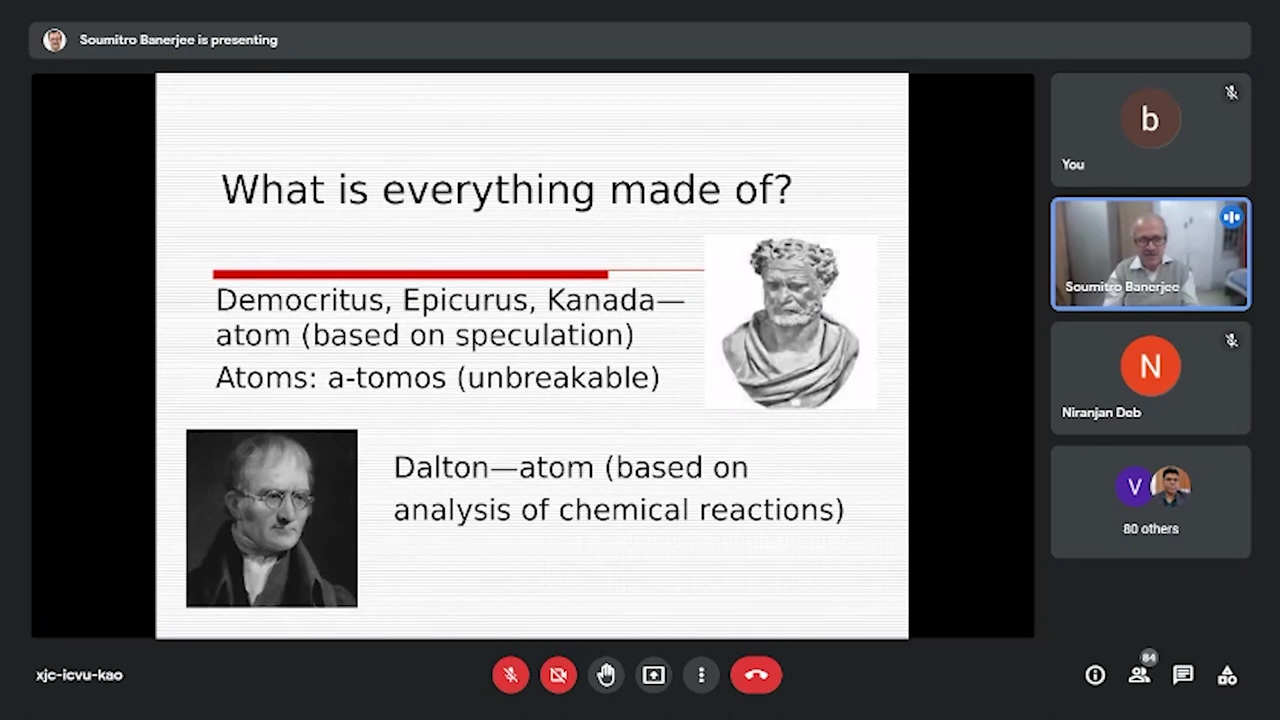 Soumitro Banerjee is presenting
What is everything made of?
Democritus, Epicurus, Kanada—
atom (based on speculation)
Atoms: a-tomos (unbreakable)
Dalton—atom (based on
analysis of chemical reactions)
b
You
Soumitro Banerjee
N
Niranjan Deb
V
80 others
xjc-icvu-kao
84